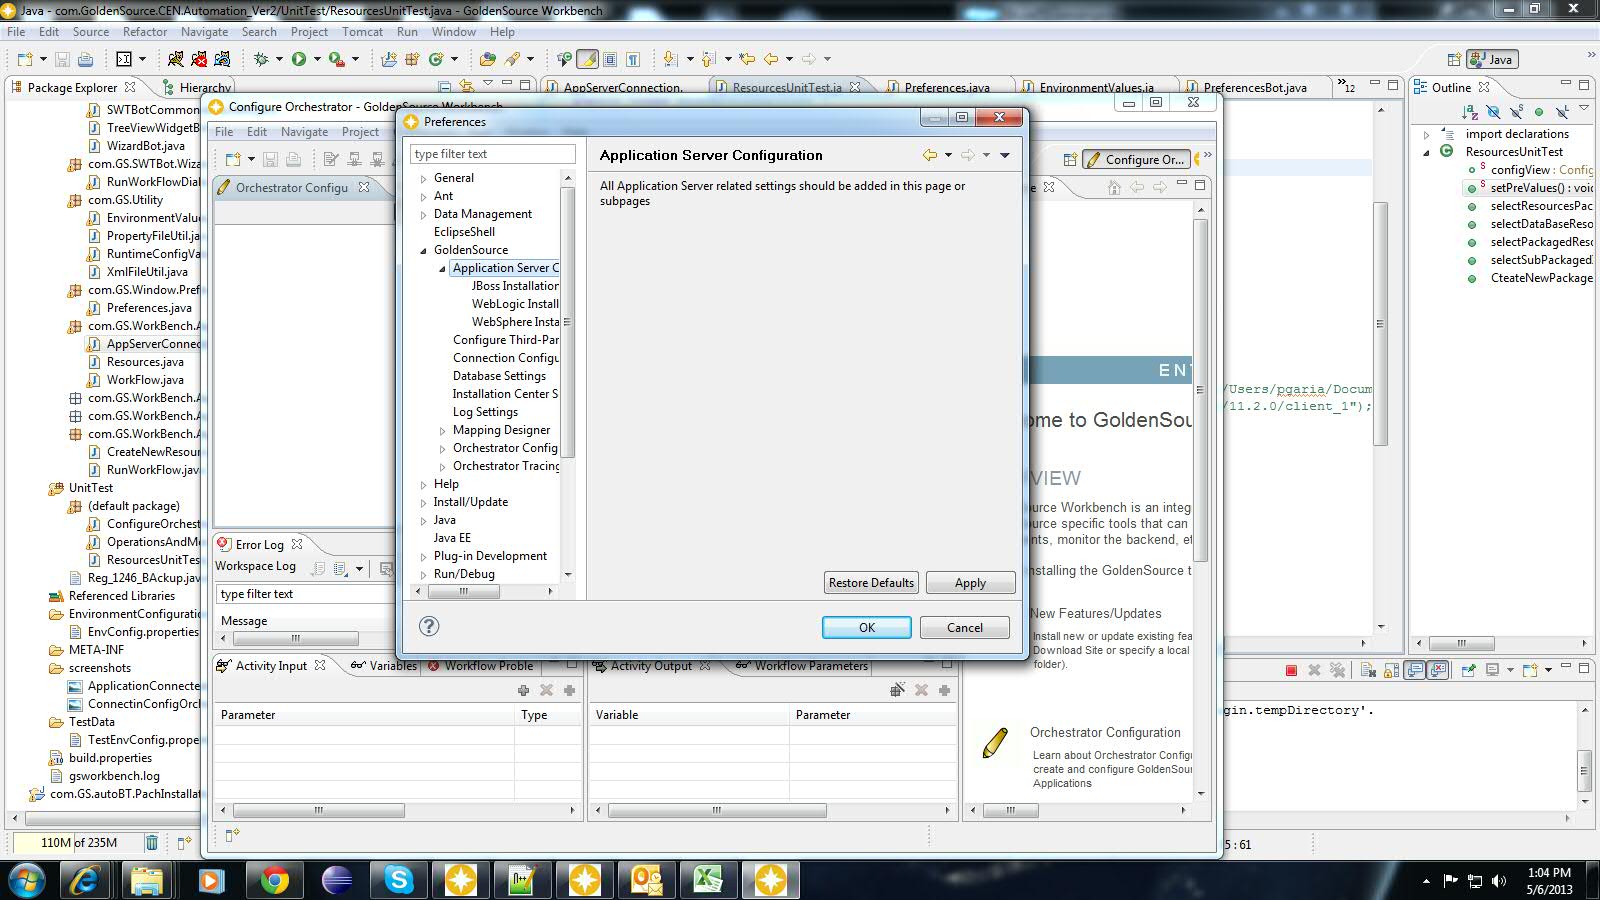 Java - com.GoldenSource.CEN.Automation_Ver2/UnitTest/ResourcesUnitTest.java - GoldenSource Workbench
File Edit Source Refactor Navigate Search Project Tomcat Run Window Help
Java
Package Explorer
Hierarchy
SWTBotCommon
TreeViewWidgetB
WizardBot.java
com.GS.SWTBot.Wiza
RunWorkFlowDial
com.GS.Utility
EnvironmentValue
PropertyFileUtil.ja
RuntimeConfigVa
XmlFileUtil.java
com.GS.Window.Pref
Preferences.java
com.GS.WorkBench.A
AppServerConnec
Resources.java
WorkFlow.java
com.GS.WorkBench.A
com.GS.WorkBench.A
com.GS.WorkBench.A
CreateNewResour
RunWorkFlow.java
UnitTest
(default package)
ConfigureOrchest
OperationsAndMo
ResourcesUnitTes
Reg_1246_BAckup.jav
Referenced Libraries
EnvironmentConfiguratio
EnvConfig.properties
META-INF
screenshots
ApplicationConnecte
ConnectinConfigOrch
TestData
TestEnvConfig.prope
build.properties
gsworkbench.log
com.GS.autoBT.PachInstallat
110M of 235M
AppServerConnection.
ResourcesUnitTest.ja
Preferences.java
EnvironmentValues.ja
PreferencesBot.java
12
Configure Orchestrator - GoldenSource Workbench
File Edit Navigate Project
Configure Or...
Orchestrator Configu
Error Log
Workspace Log
type filter text
Message
Activity Input
Variables
Workflow Proble
Parameter Type
Activity Output
Workflow Parameters
Variable Parameter
Preferences
type filter text
General
Ant
Data Management
EclipseShell
GoldenSource
Application Server C
JBoss Installation
WebLogic Install
WebSphere Insta
Configure Third-Par
Connection Configu
Database Settings
Installation Center S
Log Settings
Mapping Designer
Orchestrator Config
Orchestrator Tracing
Help
Install/Update
Java
Java EE
Plug-in Development
Run/Debug
Application Server Configuration
All Application Server related settings should be added in this page or
subpages
Restore Defaults
Apply
OK
Cancel
EN
ome to GoldenSou
VIEW
urce Workbench is an integ
ource specific tools that can
nts, monitor the backend, et
nstalling the GoldenSource t
New Features/Updates
Install new or update existing fea
Download Site or specify a local
folder).
Orchestrator Configuration
Learn about Orchestrator Configu
create and configure GoldenSour
Applications
/Users/pgaria/Docum
/11.2.0/client_1");
gin.tempDirectory'.
5 : 61
Outline
import declarations
ResourcesUnitTest
configView : Config
setPreValues() : voic
selectResourcesPac
selectDataBaseReso
selectPackagedResc
selectSubPackaged
CteateNewPackage
1:04 PM
5/6/2013